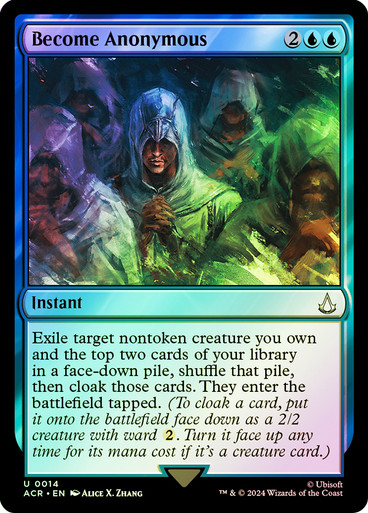 Become Anonymous 2
Instant
Exile target nontoken creature you own
and the top two cards of your library
in a face-down pile, shuffle that pile,
then cloak those cards. They enter the
battlefield tapped. (To cloak a card, put
it onto the battlefield face down as a 2/2
creature with ward 2. Turn it face up any
time for its mana cost if it's a creature card.)
U 0014
ACR • EN Alice X. Zhang
© Ubisoft
™ & © 2024 Wizards of the Coast